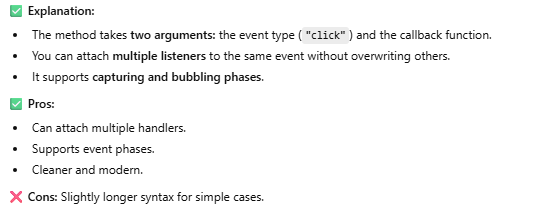 ✅ Explanation:
• The method takes two arguments: the event type ("click") and the callback function.
• You can attach multiple listeners to the same event without overwriting others.
• It supports capturing and bubbling phases.
✅ Pros:
• Can attach multiple handlers.
• Supports event phases.
• Cleaner and modern.
❌ Cons: Slightly longer syntax for simple cases.